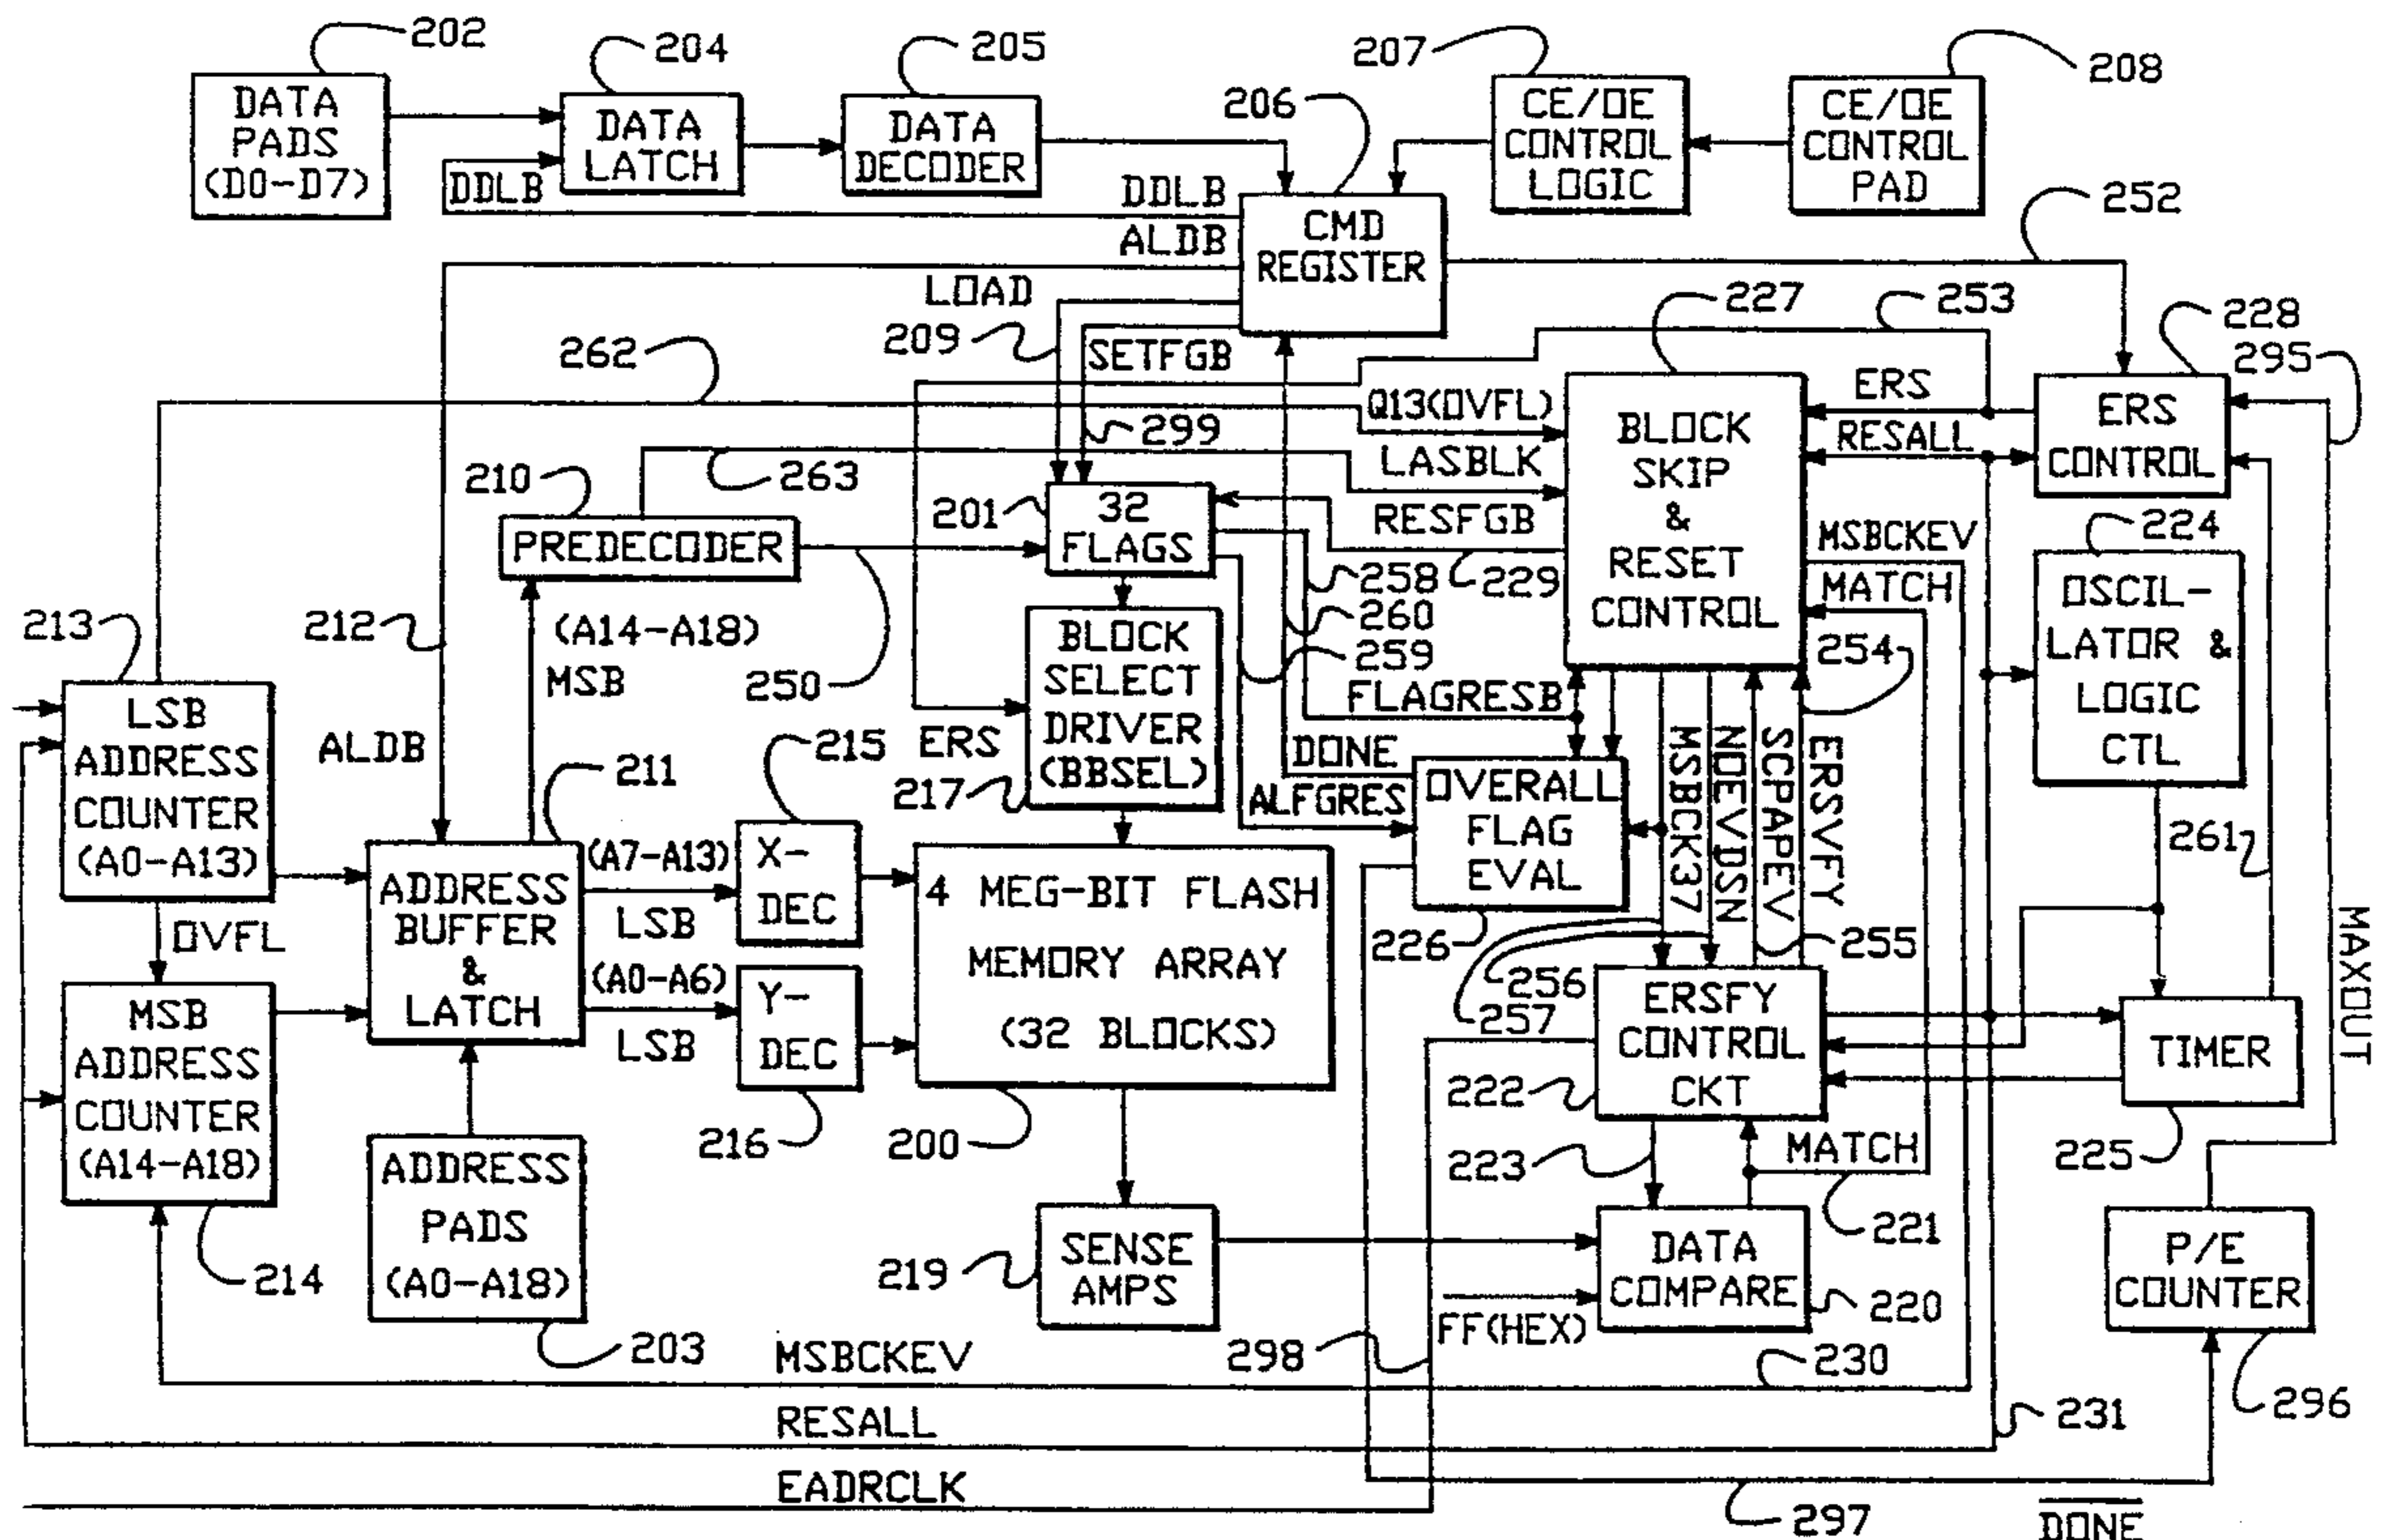 202
204
205
207
208
206
DATA
PADS
(D0-D7)
DATA
LATCH
DATA
DECODER
CE/OE
CONTROL
LOGIC
CE/OE
CONTROL
PAD
DDLB
DDLB
ALDB
CMD
REGISTER
252
LOAD
209
SETFGB
262
227
253
228
295
Q13(OVFL)
299
LASBLK
BLOCK
SKIP
&
RESET
CONTROL
ERS
RESALL
ERS
CONTROL
210
263
201
32
FLAGS
RESFGB
PREDECODER
MSBCKEV
MATCH
224
OSCIL-
LATOR &
LOGIC
CTL
258
229
260
259
213
212
(A14-A18)
MSB
250
BLOCK
SELECT
DRIVER
(BBSEL)
FLAGRESB
254
LSB
ADDRESS
COUNTER
(A0-A13)
ALDB
211
215
ERS
217
DONE
ALFGRES
OVERALL
FLAG
EVAL
MSBCK37
NOEVDSN
SCPAPEV
ERSVFY
261
OVFL
ADDRESS
BUFFER
&
LATCH
(A7-A13)
LSB
X-
DEC
4 MEG-BIT FLASH
MEMORY ARRAY
(32 BLOCKS)
226
256
257
255
MAXOUT
MSB
ADDRESS
COUNTER
(A14-A18)
(A0-A6)
LSB
Y-
DEC
ERSFY
CONTROL
CKT
TIMER
222
225
216
200
223
MATCH
221
ADDRESS
PADS
(A0-A18)
214
203
219
SENSE
AMPS
DATA
COMPARE
220
FF(HEX)
P/E
COUNTER
298
MSBCKEV
230
296
RESALL
231
EADRCLK
297
DONE